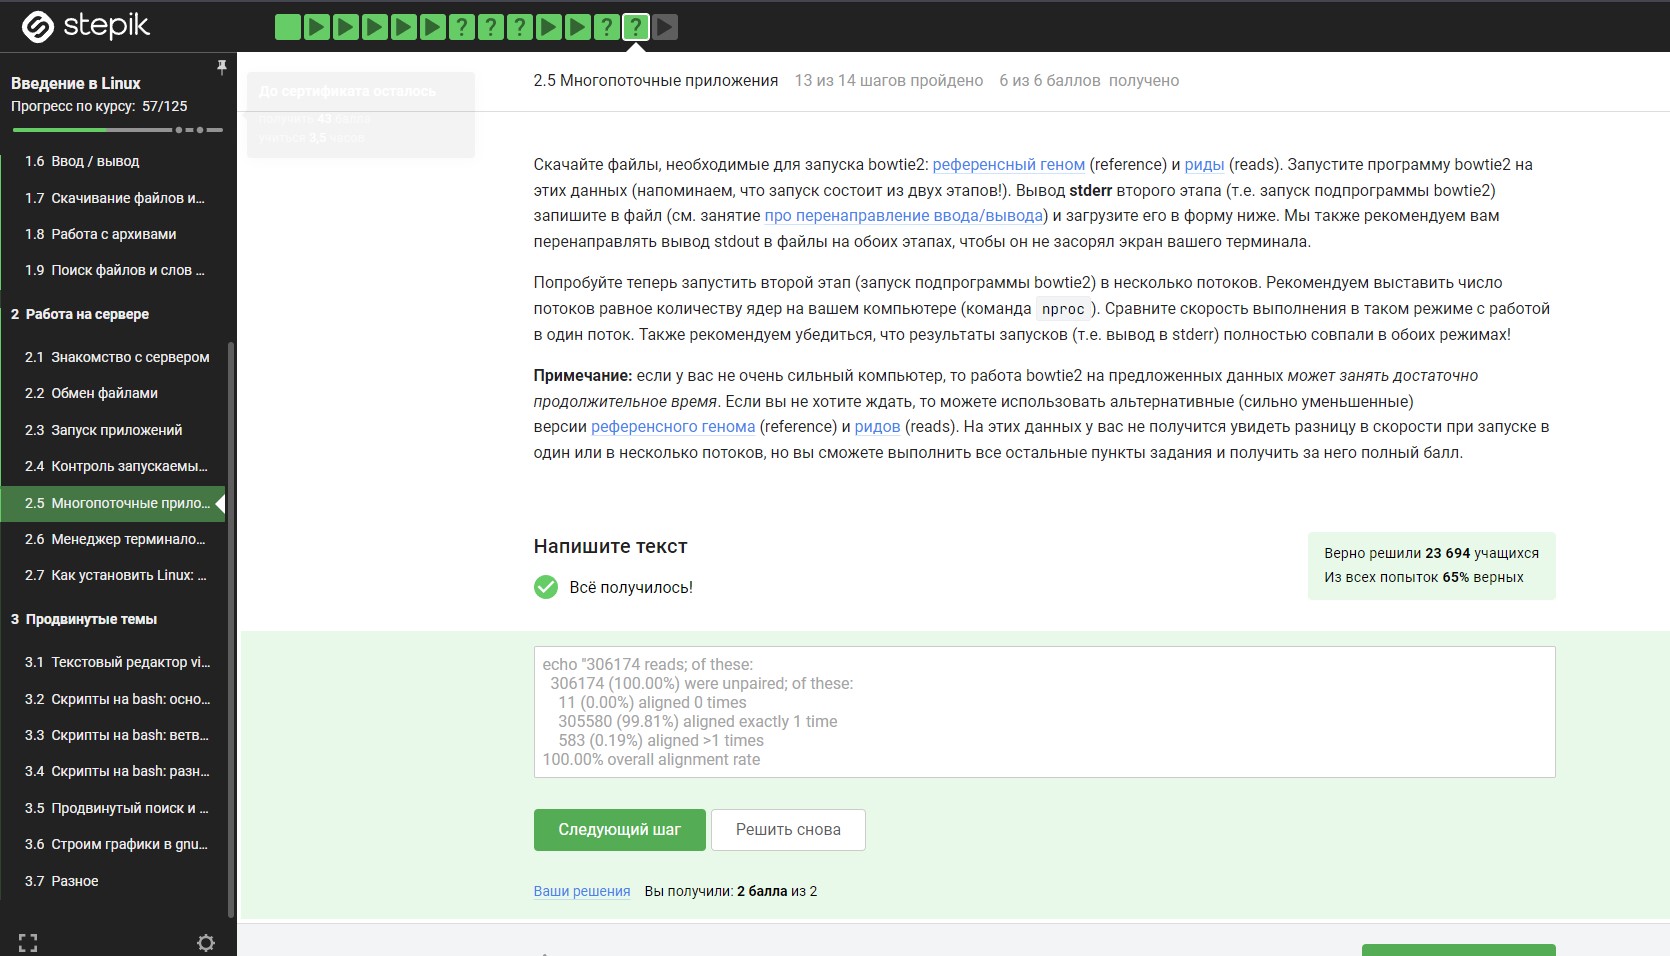 stepik
Введение в Linux
Прогресс по курсу: 57/125
1.6 Ввод / вывод
1.7 Скачивание файлов и...
1.8 Работа с архивами
1.9 Поиск файлов и слов ...
2 Работа на сервере
2.1 Знакомство с сервером
2.2 Обмен файлами
2.3 Запуск приложений
2.4 Контроль запускаемы...
2.5 Многопоточные прило...
2.6 Менеджер терминало...
2.7 Как установить Linux: ...
3 Продвинутые темы
3.1 Текстовый редактор vi...
3.2 Скрипты на bash: осно...
3.3 Скрипты на bash: ветв...
3.4 Скрипты на bash: разн...
3.5 Продвинутый поиск и ...
3.6 Строим графики в gnu...
3.7 Разное
До сертификата осталось
получить 43 балла
учиться 3,5 часов
2.5 Многопоточные приложения 13 из 14 шагов пройдено 6 из 6 баллов получено
Скачайте файлы, необходимые для запуска bowtie2: референсный геном (reference) и риды (reads). Запустите программу bowtie2 на
этих данных (напоминаем, что запуск состоит из двух этапов!). Вывод stderr второго этапа (т.е. запуск подпрограммы bowtie2)
запишите в файл (см. занятие про перенаправление ввода/вывода) и загрузите его в форму ниже. Мы также рекомендуем вам
перенаправлять вывод stdout в файлы на обоих этапах, чтобы он не засорял экран вашего терминала.
Попробуйте теперь запустить второй этап (запуск подпрограммы bowtie2) в несколько потоков. Рекомендуем выставить число
потоков равное количеству ядер на вашем компьютере (команда nproc). Сравните скорость выполнения в таком режиме с работой
в один поток. Также рекомендуем убедиться, что результаты запусков (т.е. вывод в stderr) полностью совпали в обоих режимах!
Примечание: если у вас не очень сильный компьютер, то работа bowtie2 на предложенных данных может занять достаточно
продолжительное время. Если вы не хотите ждать, то можете использовать альтернативные (сильно уменьшенные)
версии референсного генома (reference) и ридов (reads). На этих данных у вас не получится увидеть разницу в скорости при запуске в
один или в несколько потоков, но вы сможете выполнить все остальные пункты задания и получить за него полный балл.
Напишите текст
Всё получилось!
Верно решили 23 694 учащихся
Из всех попыток 65% верных
echo "306174 reads; of these:
306174 (100.00%) were unpaired; of these:
11 (0.00%) aligned 0 times
305580 (99.81%) aligned exactly 1 time
583 (0.19%) aligned >1 times
100.00% overall alignment rate
Следующий шаг Решить снова
Ваши решения Вы получили: 2 балла из 2